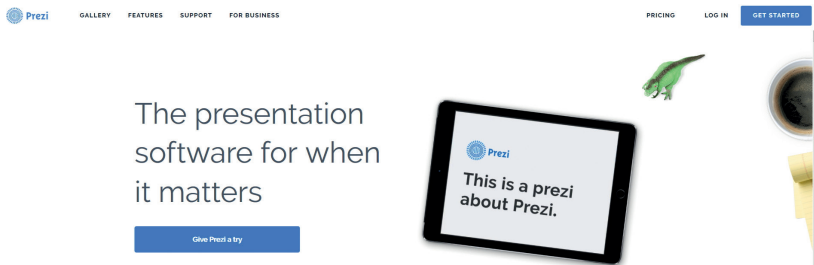 Prezi
GALLERY FEATURES SUPPORT FOR BUSINESS PRICING LOG IN GET STARTED
The presentation
software for when
it matters
Give Prezi a try
Prezi
This is a prezi
about Prezi.